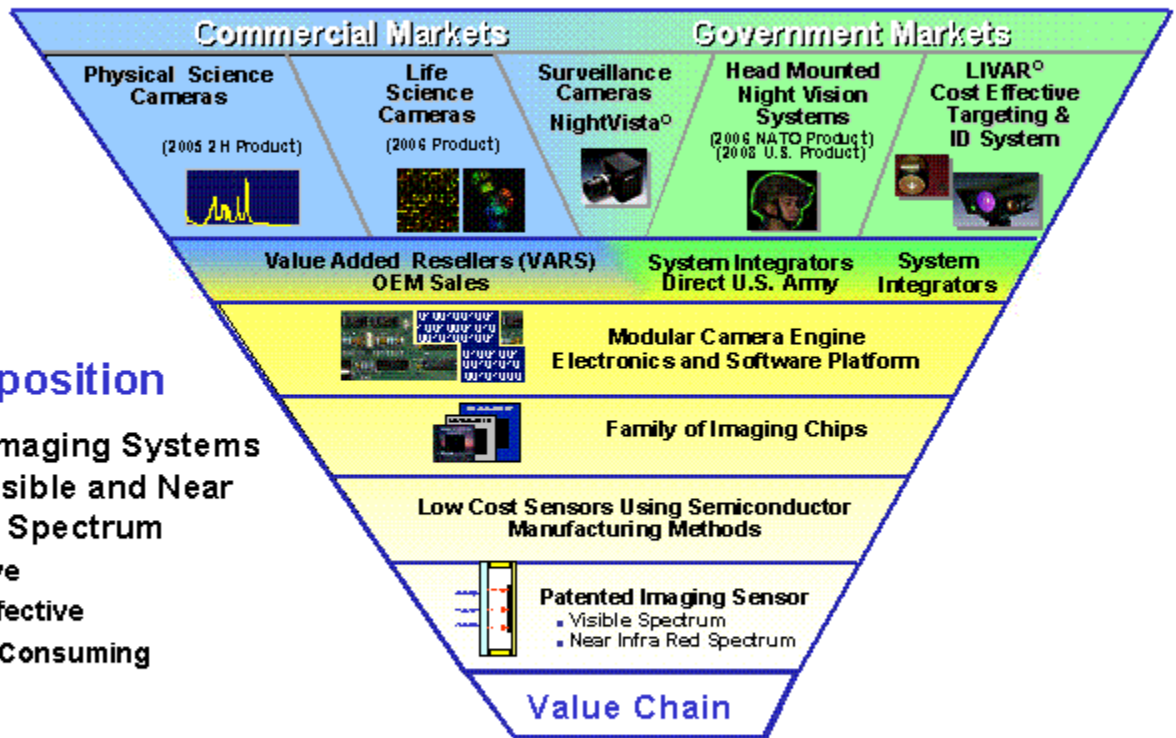 Commercial Markets
Government Markets
Physical Science
Cameras
(2005 2H Product)
Life
Science
Cameras
(2006 Product)
Surveillance
Cameras
NightVista○
Head Mounted
Night Vision
Systems
(2006 NATO Product)
(2008 U.S. Product)
LIVAR○
Cost Effective
Targeting &
ID System
Value Added Resellers (VARS)
OEM Sales
System Integrators
Direct U.S. Army
System
Integrators
Modular Camera Engine
Electronics and Software Platform
Family of Imaging Chips
Low Cost Sensors Using Semiconductor
Manufacturing Methods
Patented Imaging Sensor
▪ Visible Spectrum
▪ Near Infra Red Spectrum
Value Chain
position
maging Systems
sible and Near
Spectrum
ve
fective
Consuming